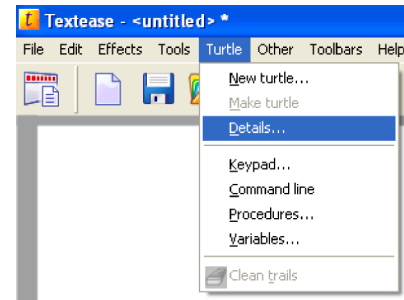 Textease - <untitled> *
File Edit Effects Tools Turtle Other Toolbars Help
New turtle...
Make turtle
Details...
Keypad...
Command line
Procedures...
Variables...
Clean trails